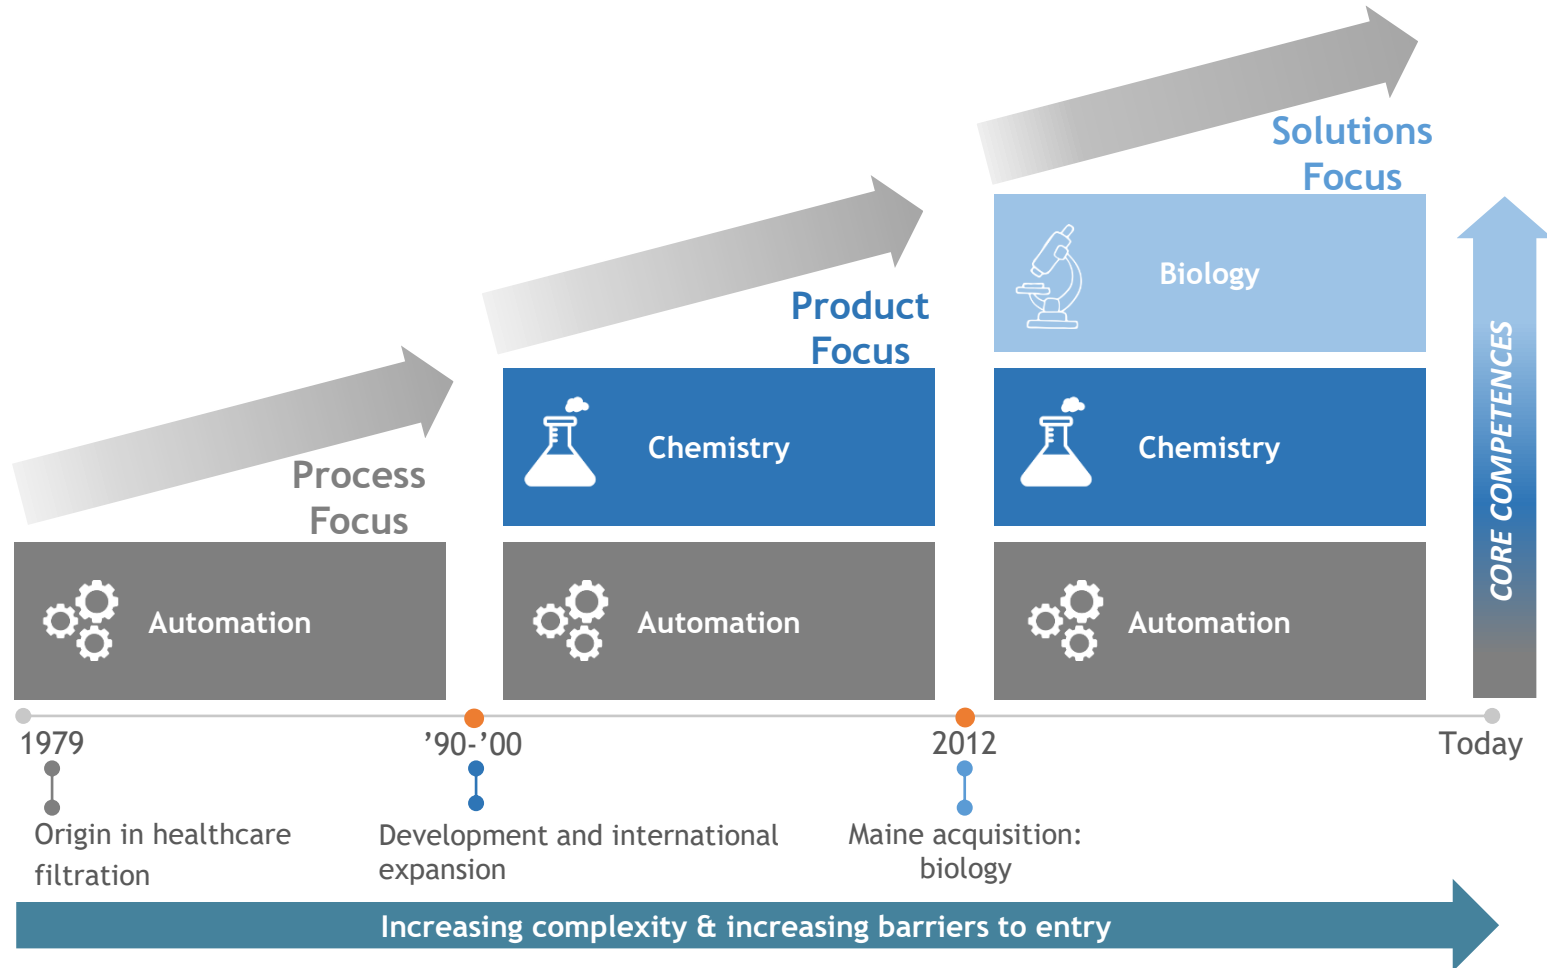 Solutions
Focus
Biology
Product
Focus
Chemistry
Chemistry
CORE COMPETENCES
Process
Focus
Automation
Automation
Automation
1979
’90-’00
2012
Today
Origin in healthcare
filtration
Development and international
expansion
Maine acquisition:
biology
Increasing complexity & increasing barriers to entry